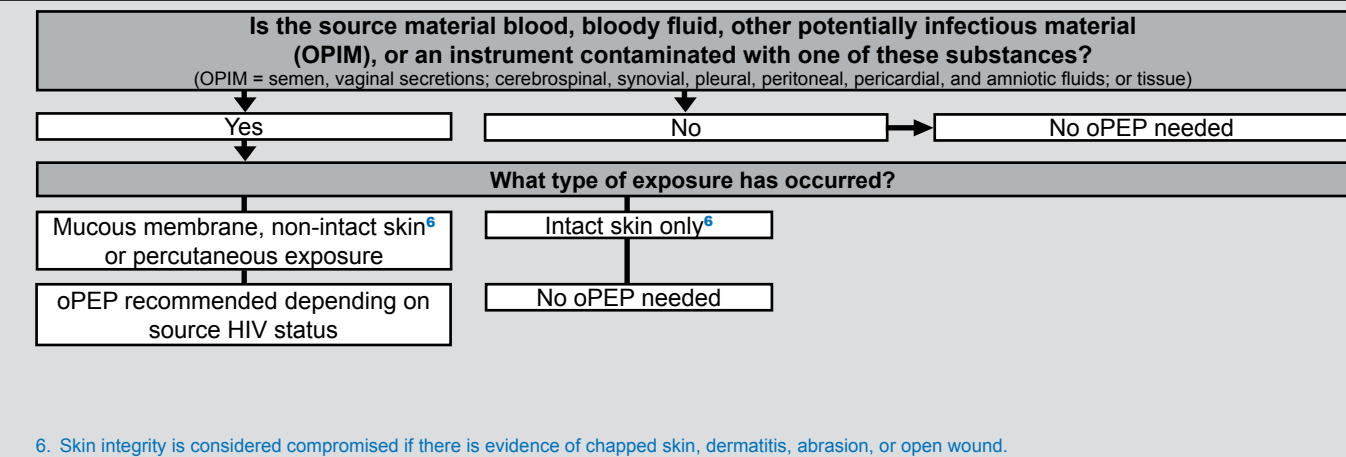 Is the source material blood, bloody fluid, other potentially infectious material
(OPIM), or an instrument contaminated with one of these substances?
(OPIM = semen, vaginal secretions; cerebrospinal, synovial, pleural, peritoneal, pericardial, and amniotic fluids; or tissue)
Yes
No
No oPEP needed
What type of exposure has occurred?
Mucous membrane, non-intact skin6
or percutaneous exposure
Intact skin only6
oPEP recommended depending on
source HIV status
No oPEP needed
6. Skin integrity is considered compromised if there is evidence of chapped skin, dermatitis, abrasion, or open wound.